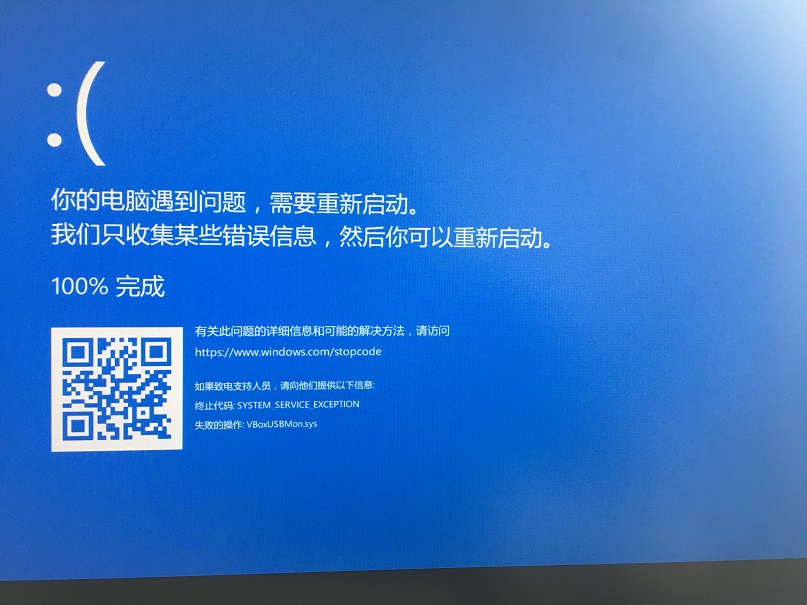 :(
你的电脑遇到问题，需要重新启动。
我们只收集某些错误信息，然后你可以重新启动。
100% 完成
有关此问题的详细信息和可能的解决方法，请访问
https://www.windows.com/stopcode
如果致电支持人员，请向他们提供以下信息:
终止代码: SYSTEM_SERVICE_EXCEPTION
失败的操作: VBoxUSBMon.sys